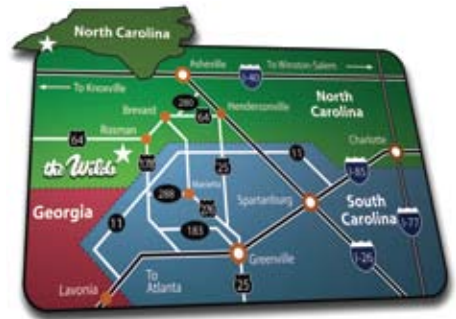 North Carolina
Asheville
To Winston-Salem
I-40
To Knoxville
280
Brevard
64
Hendersonville
North
Carolina
Rosman
64
Charlotte
the Wilds
178
25
11
I-85
Marietta
288
276
Spartanburg
South
Carolina
Georgia
11
183
I-77
Greenville
I-26
To
Atlanta
Lavonia
25